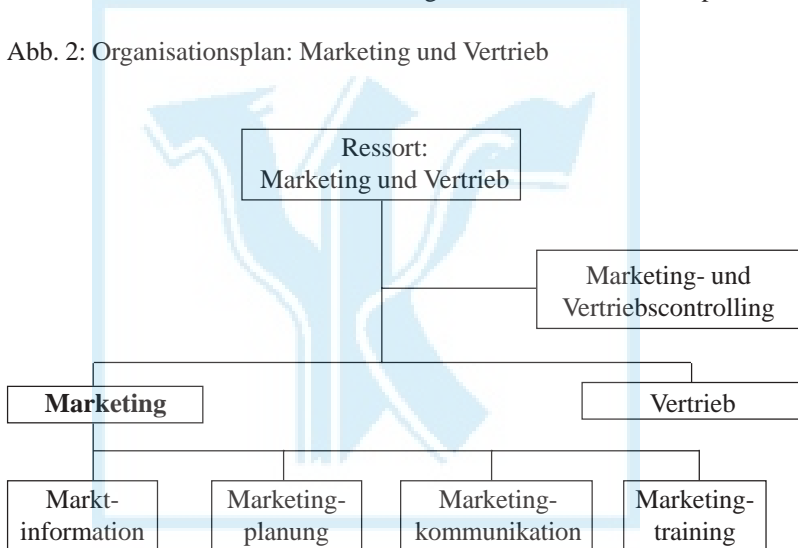 Abb. 2: Organisationsplan: Marketing und Vertrieb
Ressort:
Marketing und Vertrieb
Marketing- und
Vertriebscontrolling
Marketing
Vertrieb
Markt-
information
Marketing-
planung
Marketing-
kommunikation
Marketing-
training